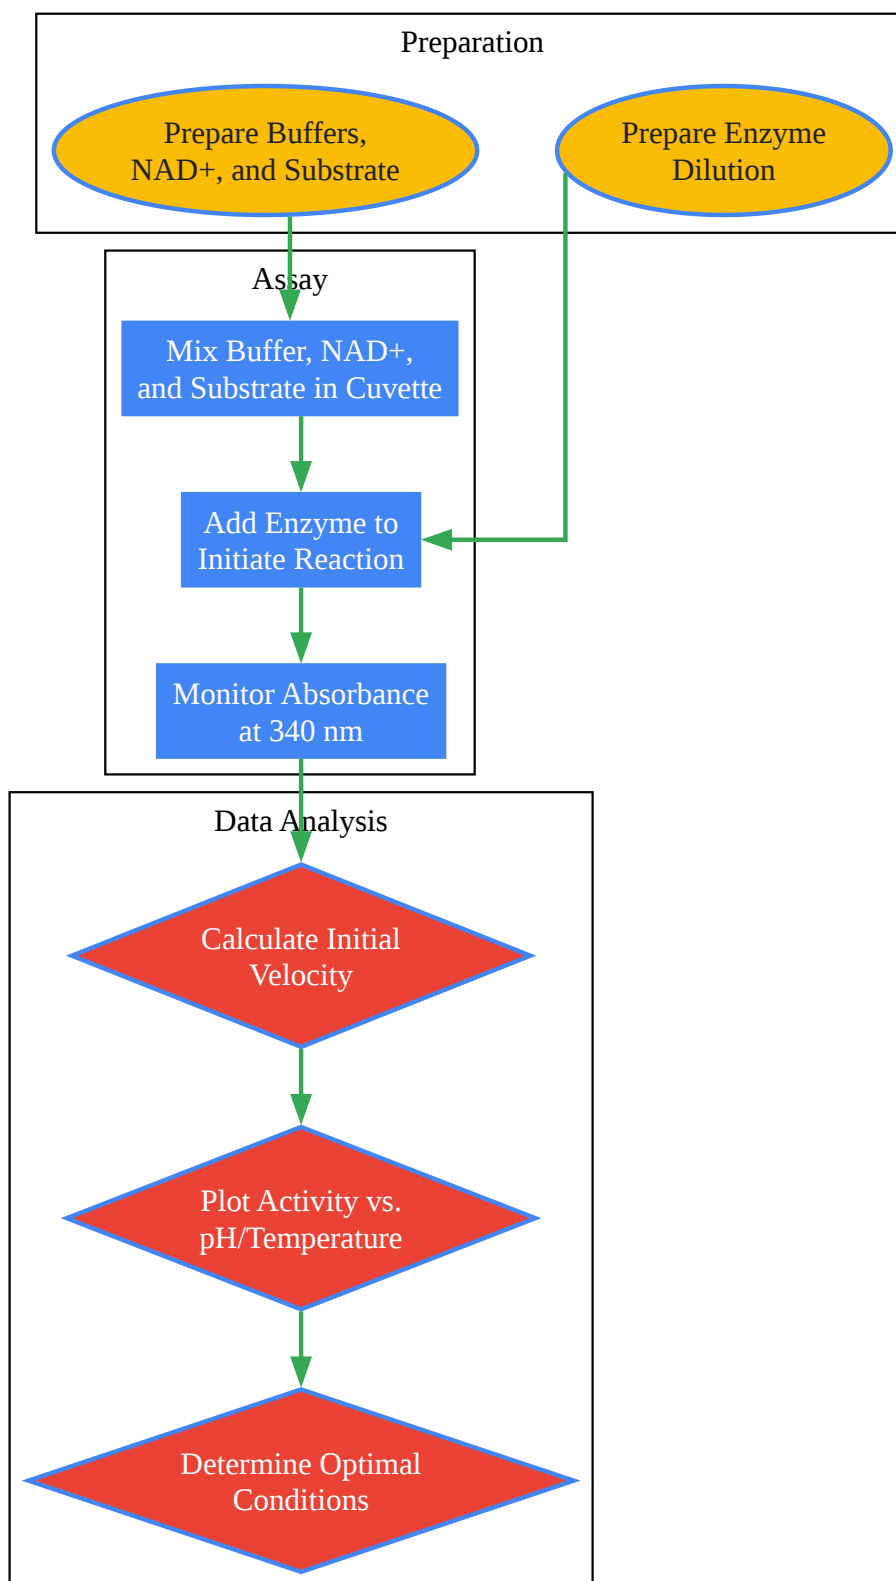 Preparation
Prepare Buffers,
NAD+, and Substrate
Prepare Enzyme
Dilution
Assay
Mix Buffer, NAD+,
and Substrate in Cuvette
Add Enzyme to
Initiate Reaction
Monitor Absorbance
at 340 nm
Data Analysis
Calculate Initial
Velocity
Plot Activity vs.
pH/Temperature
Determine Optimal
Conditions